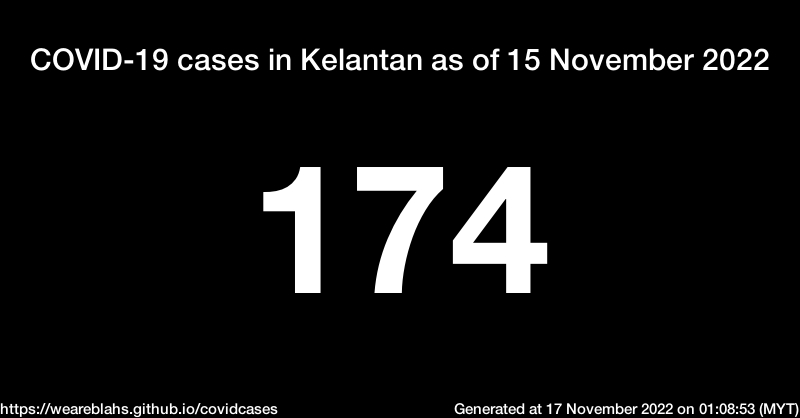 COVID-19 cases in Kelantan as of 15 November 2022
174
https://weareblahs.github.io/covidcases
Generated at 17 November 2022 on 01:08:53 (MYT)